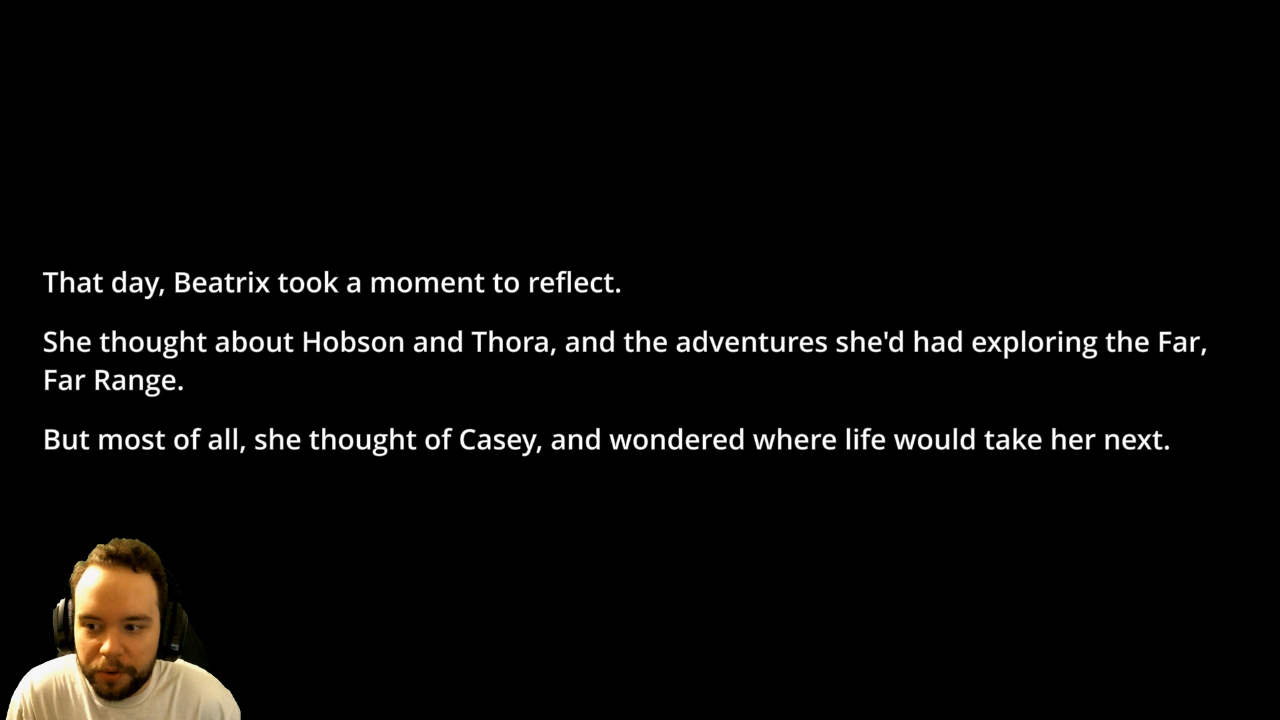 That day, Beatrix took a moment to reflect.
She thought about Hobson and Thora, and the adventures she'd had exploring the Far,
Far Range.
But most of all, she thought of Casey, and wondered where life would take her next.